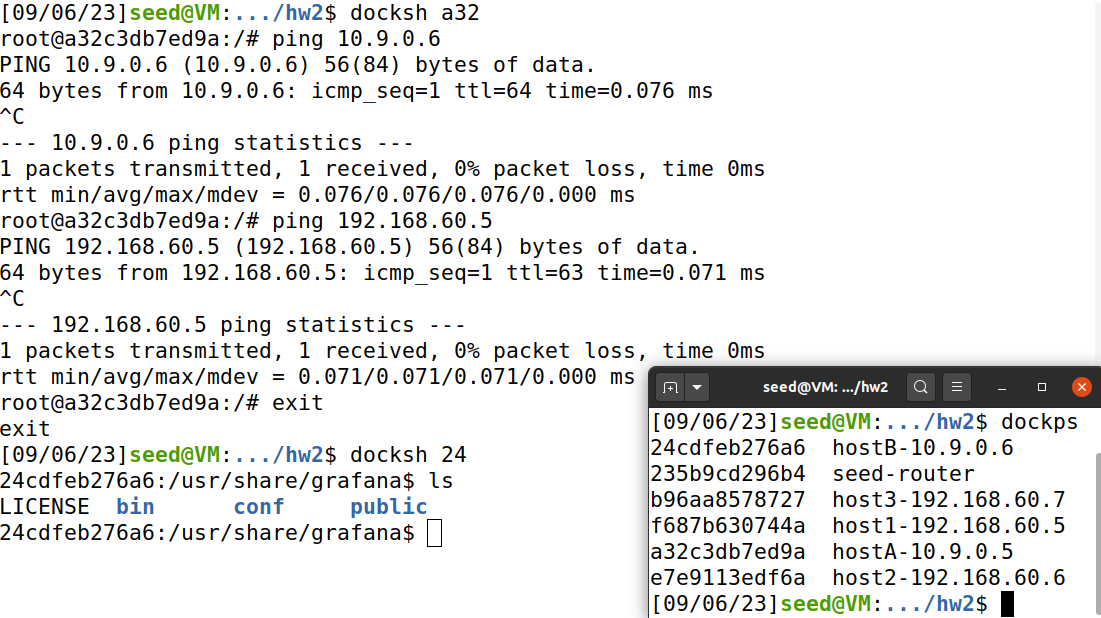 [09/06/23]seed@VM:.../hw2$ docksh a32
root@a32c3db7ed9a:/# ping 10.9.0.6
PING 10.9.0.6 (10.9.0.6) 56(84) bytes of data.
64 bytes from 10.9.0.6: icmp_seq=1 ttl=64 time=0.076 ms
^C
--- 10.9.0.6 ping statistics ---
1 packets transmitted, 1 received, 0% packet loss, time 0ms
rtt min/avg/max/mdev = 0.076/0.076/0.076/0.000 ms
root@a32c3db7ed9a:/# ping 192.168.60.5
PING 192.168.60.5 (192.168.60.5) 56(84) bytes of data.
64 bytes from 192.168.60.5: icmp_seq=1 ttl=63 time=0.071 ms
^C
--- 192.168.60.5 ping statistics ---
1 packets transmitted, 1 received, 0% packet loss, time 0ms
rtt min/avg/max/mdev = 0.071/0.071/0.071/0.000 ms
root@a32c3db7ed9a:/# exit
exit
[09/06/23]seed@VM:.../hw2$ docksh 24
24cdfeb276a6:/usr/share/grafana$ ls
LICENSE  bin      conf     public
24cdfeb276a6:/usr/share/grafana$
seed@VM: .../hw2
[09/06/23]seed@VM:.../hw2$ dockps
24cdfeb276a6  hostB-10.9.0.6
235b9cd296b4  seed-router
b96aa8578727  host3-192.168.60.7
f687b630744a  host1-192.168.60.5
a32c3db7ed9a  hostA-10.9.0.5
e7e9113edf6a  host2-192.168.60.6
[09/06/23]seed@VM:.../hw2$